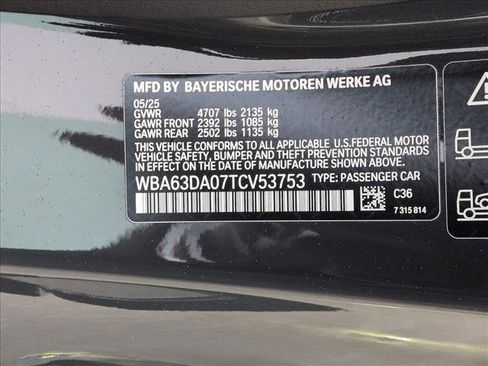 MFD BY BAYERISCHE MOTOREN WERKE AG
05/25
GVWR 4707 lbs 2135 kg
GAWR FRONT 2392 lbs 1085 kg
GAWR REAR 2502 lbs 1135 kg
THIS VEHICLE CONFORMS TO ALL APPLICABLE U.S.FEDERAL MOTOR
VEHICLE SAFETY, BUMPER, AND THEFT PREVENTION STANDARDS IN
EFFECT ON THE DATE OF MANUFACTURE SHOWN ABOVE.
WBA63DA07TCV53753 TYPE: PASSENGER CAR
C36
7 315 814